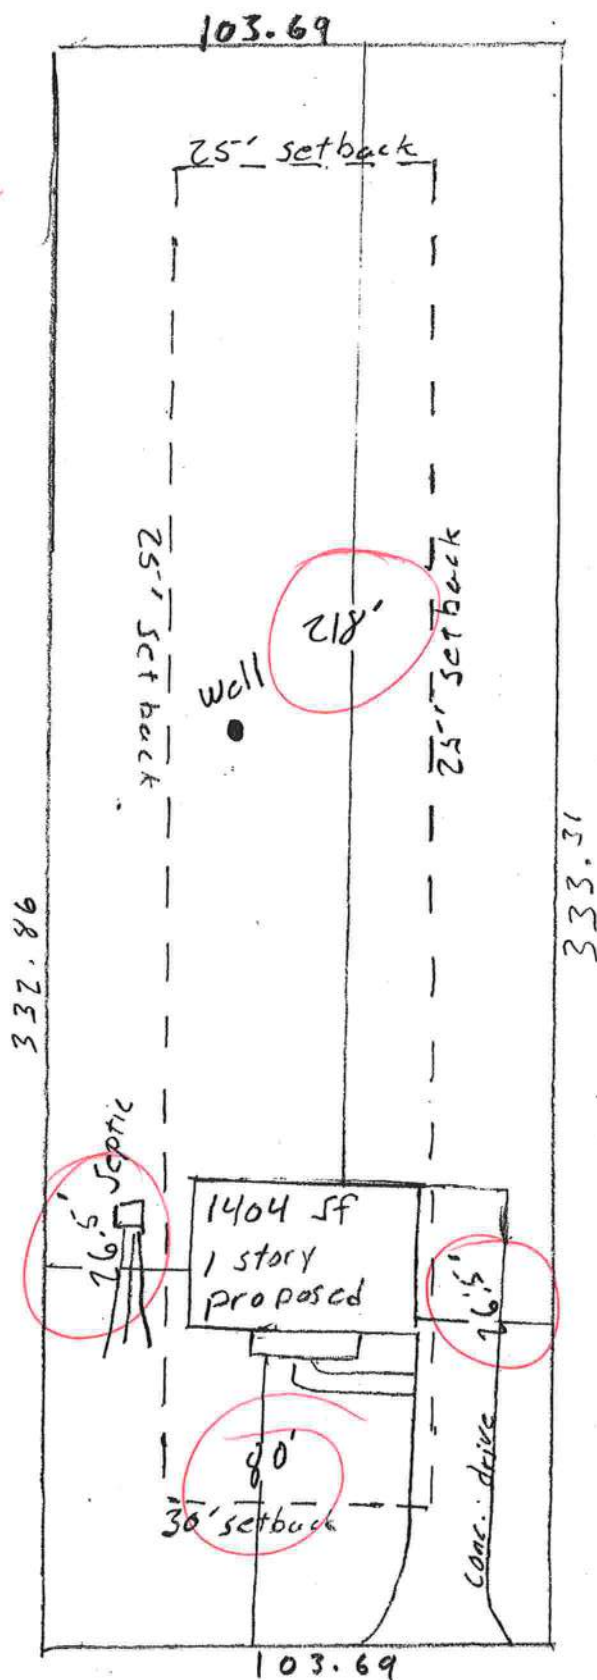 103.69
25' setback
25' setback
25' setback
218'
well
333.31
332.86
Septic
26.5'
1404 sf
1 story
proposed
26.5'
80'
30' setback
conc. drive
103.69